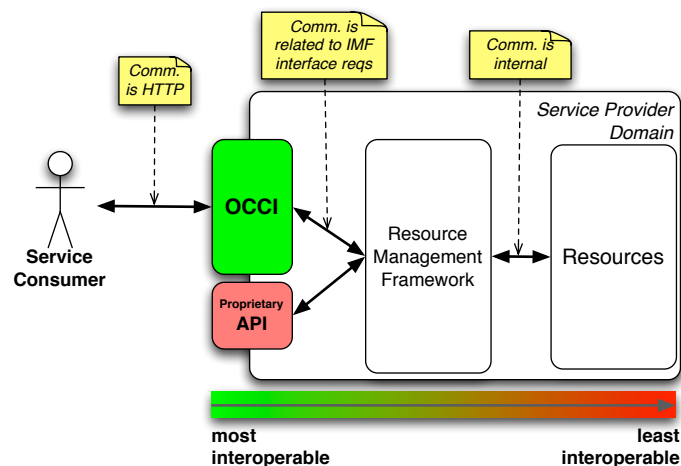 Comm.
is HTTP
Comm. is
related to IMF
interface reqs
Comm. is
internal
Service Provider
Domain
OCCI
Service
Consumer
Proprietary
API
Resource
Management
Framework
Resources
most
interoperable
least
interoperable